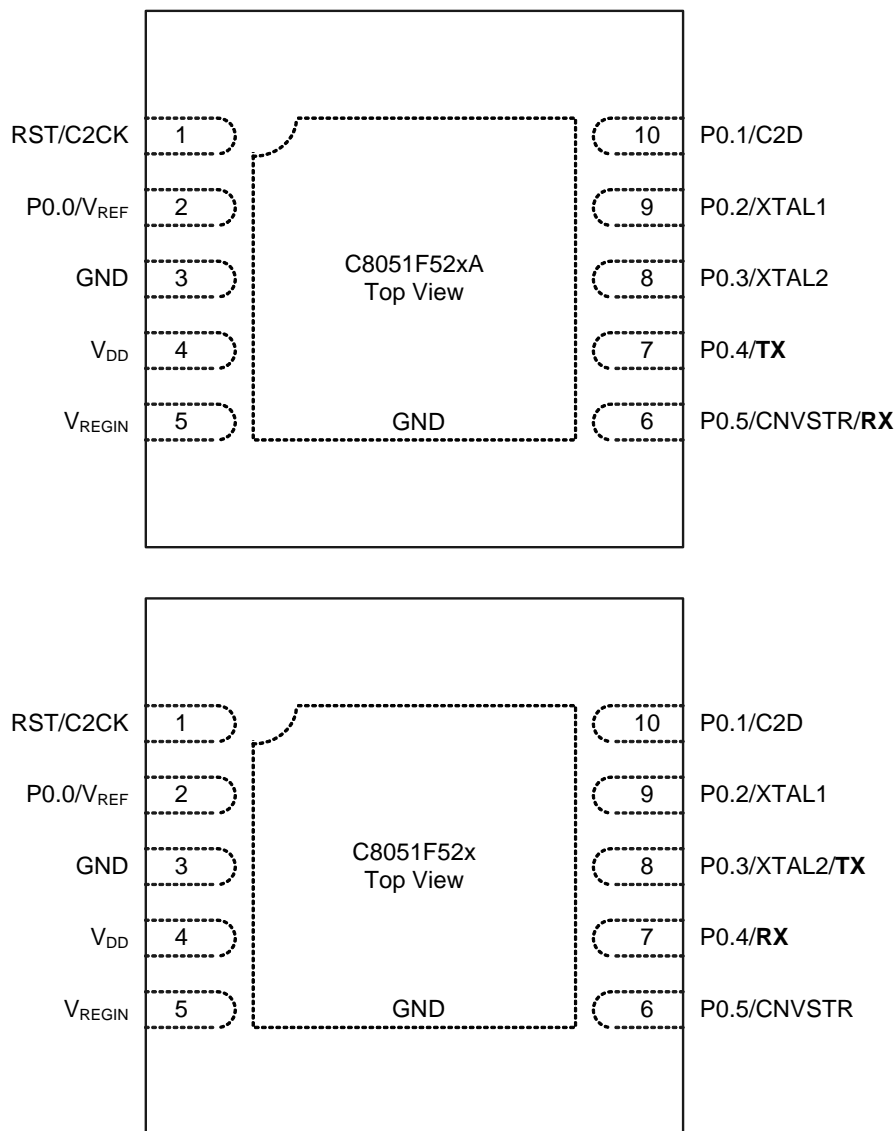 RST/C2CK 1 10 P0.1/C2D
P0.0/VREF 2 9 P0.2/XTAL1
C8051F52xA
GND 3 8 P0.3/XTAL2
Top View
VDD 4 7 P0.4/TX
VREGIN 5 GND 6 P0.5/CNVSTR/RX
RST/C2CK 1 10 P0.1/C2D
P0.0/VREF 2 9 P0.2/XTAL1
C8051F52x
GND 3 8 P0.3/XTAL2/TX
Top View
VDD 4 7 P0.4/RX
VREGIN 5 GND 6 P0.5/CNVSTR